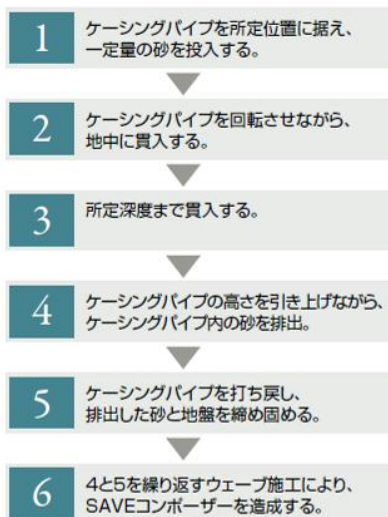 1
ケーシングパイプを所定位置に据え、
一定量の砂を投入する。
2
ケーシングパイプを回転させながら、
地中に貫入する。
3
所定深度まで貫入する。
4
ケーシングパイプの高さを引き上げながら、
ケーシングパイプ内の砂を排出。
5
ケーシングパイプを打ち戻し、
排出した砂と地盤を締め固める。
6
4と5を繰り返すウェーブ施工により、
SAVEコンポーザーを造成する。